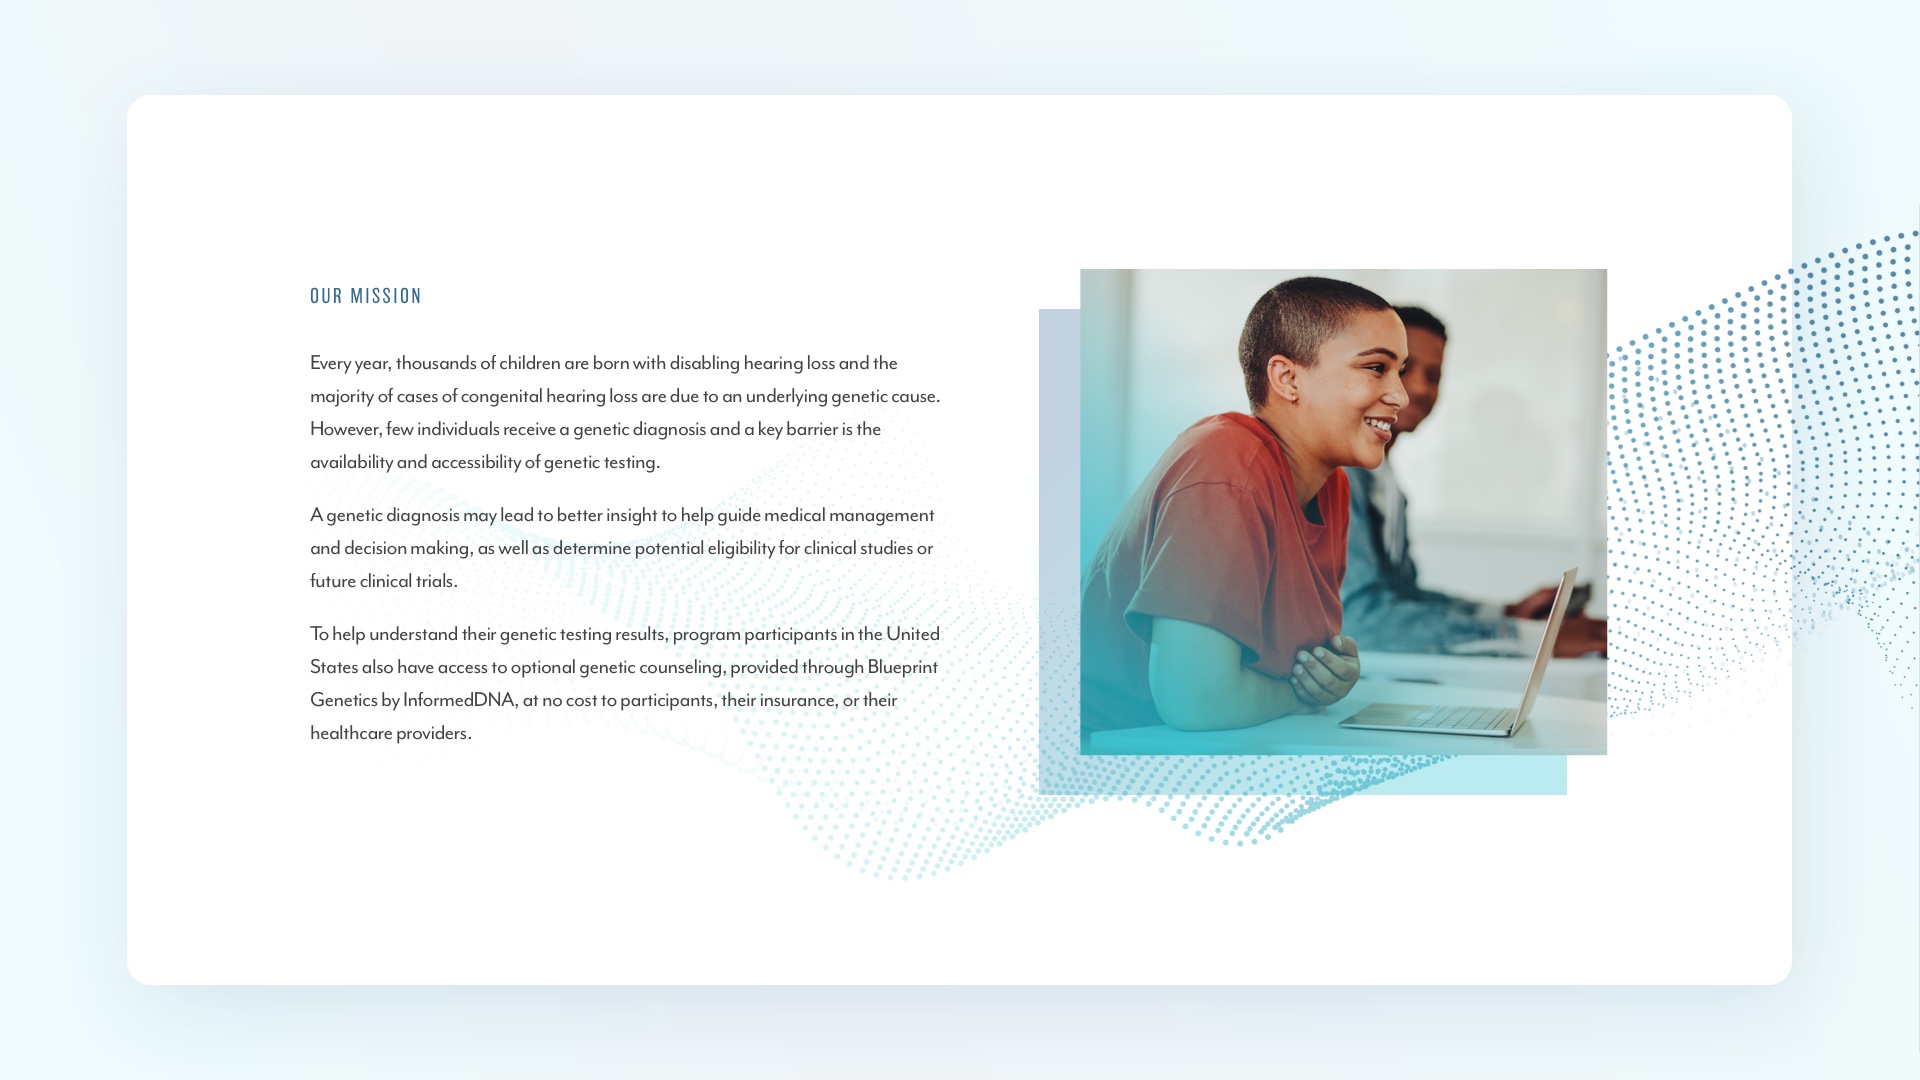 OUR MISSION
Every year, thousands of children are born with disabling hearing loss and the
majority of cases of congenital hearing loss are due to an underlying genetic cause.
However, few individuals receive a genetic diagnosis and a key barrier is the
availability and accessibility of genetic testing.
A genetic diagnosis may lead to better insight to help guide medical management
and decision making, as well as determine potential eligibility for clinical studies or
future clinical trials.
To help understand their genetic testing results, program participants in the United
States also have access to optional genetic counseling, provided through Blueprint
Genetics by InformedDNA, at no cost to participants, their insurance, or their
healthcare providers.